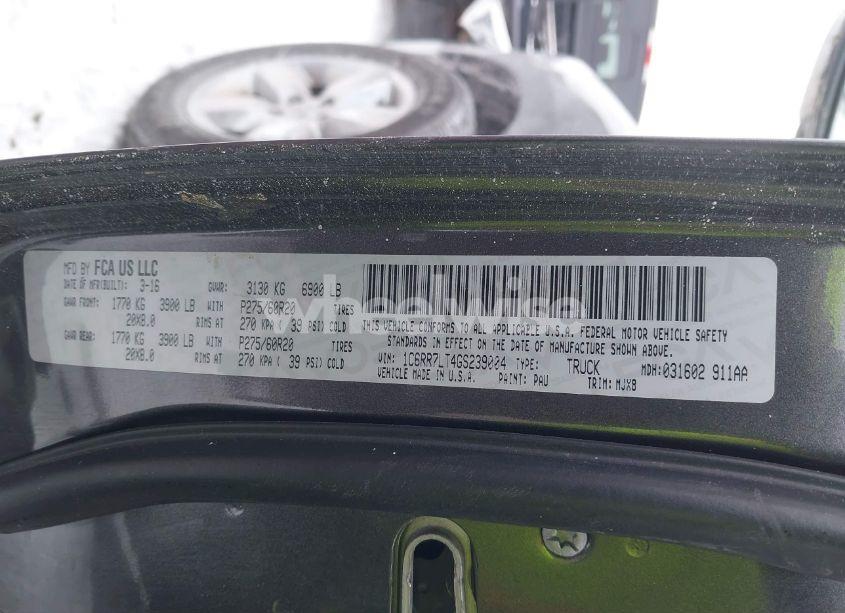 MFD BY FCA US LLC
DATE OF MFR(BUILT): 3-16 GVWR: 3130 KG 6900 LB
GAWR FRONT: 1770 KG 3900 LB WITH P275/60R20 TIRES
20X8.0 RIMS AT 270 KPA ( 39 PSI) COLD
GAWR REAR: 1770 KG 3900 LB WITH P275/60R20 TIRES
20X8.0 RIMS AT 270 KPA ( 39 PSI) COLD
THIS VEHICLE CONFORMS TO ALL APPLICABLE U.S.A. FEDERAL MOTOR VEHICLE SAFETY
STANDARDS IN EFFECT ON THE DATE OF MANUFACTURE SHOWN ABOVE.
VIN: 1C6RR7LT4GS239004 TYPE: TRUCK MDH: 031602 911AA
VEHICLE MADE IN U.S.A. PAINT: PAU TRIM: MJX8
wheelwise